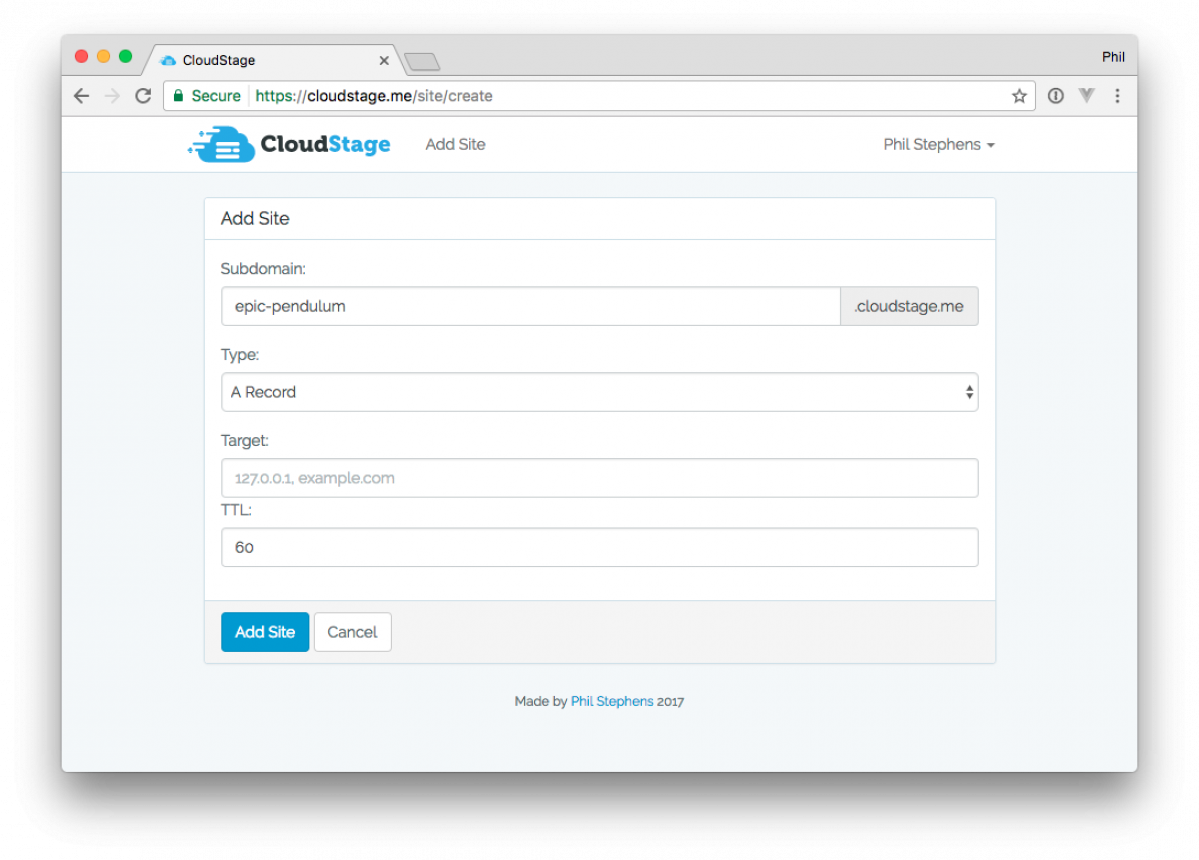 CloudStage
Phil
Secure https://cloudstage.me/site/create
CloudStage Add Site Phil Stephens
Add Site
Subdomain:
epic-pendulum .cloudstage.me
Type:
A Record
Target:
127.0.0.1, example.com
TTL:
60
Add Site Cancel
Made by Phil Stephens 2017